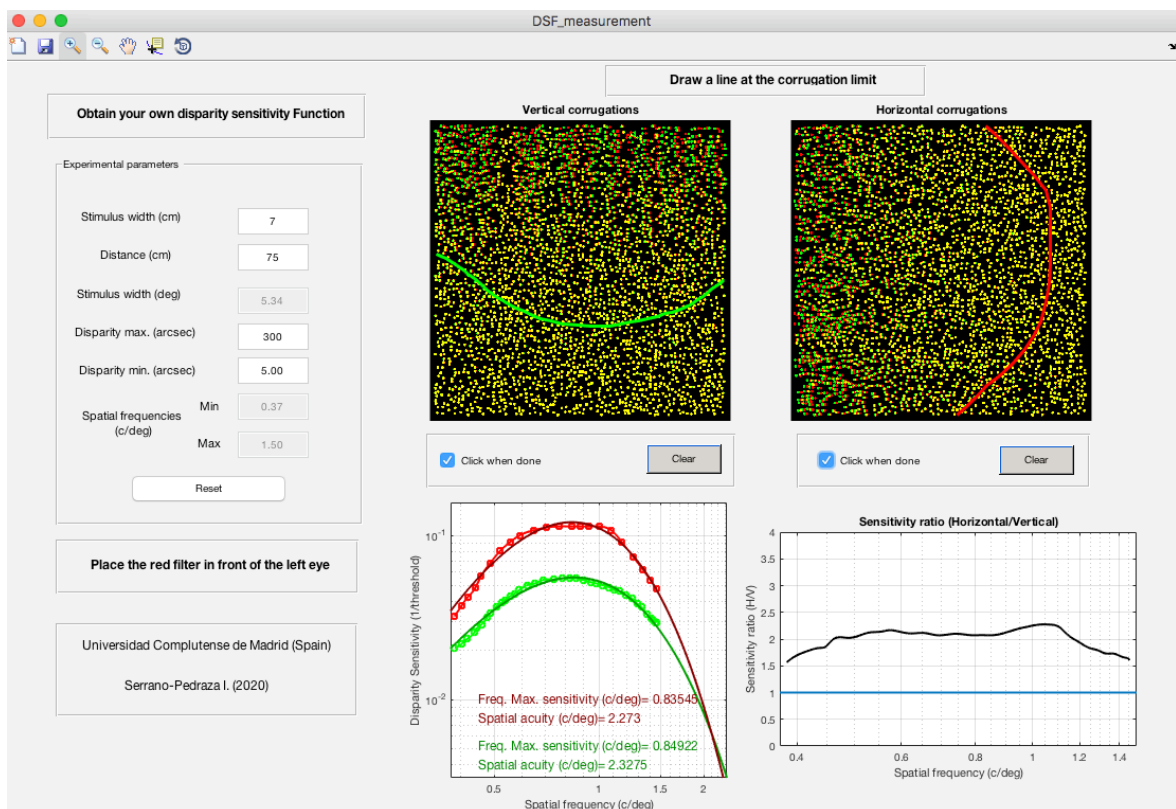 DSF_measurement
Obtain your own disparity sensitivity Function
Experimental parameters
Stimulus width (cm) 7
Distance (cm) 75
Stimulus width (deg) 5.34
Disparity max. (arcsec) 300
Disparity min. (arcsec) 5.00
Spatial frequencies
(c/deg)
Min 0.37
Max 1.50
Reset
Place the red filter in front of the left eye
Universidad Complutense de Madrid (Spain)
Serrano-Pedraza I. (2020)
Draw a line at the corrugation limit
Vertical corrugations
Horizontal corrugations
Click when done
Clear
Click when done
Clear
Disparity Sensitivity (1/threshold)
10-1
10-2
Freq. Max. sensitivity (c/deg)= 0.83545
Spatial acuity (c/deg)= 2.273
Freq. Max. sensitivity (c/deg)= 0.84922
Spatial acuity (c/deg)= 2.3275
0.5 1 1.5 2
Spatial frequency (c/deg)
Sensitivity ratio (Horizontal/Vertical)
Sensitivity ratio (H/V)
4
3.5
3
2.5
2
1.5
1
0.5
0
0.4 0.6 0.8 1 1.2 1.4
Spatial frequency (c/deg)